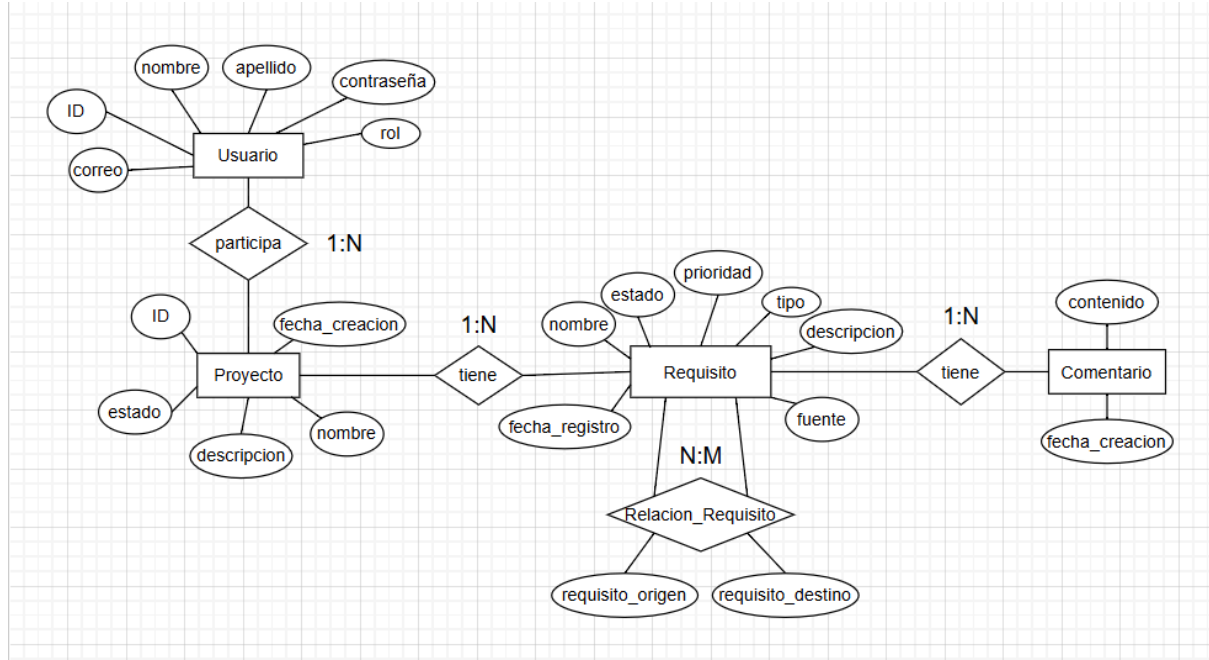 nombre
apellido
contraseña
ID
rol
Usuario
correo
participa
1:N
ID
fecha_creacion
Proyecto
estado
descripcion
nombre
1:N
tiene
prioridad
estado
tipo
nombre
descripcion
Requisito
fecha_registro
fuente
N:M
Relacion_Requisito
requisito_origen
requisito_destino
1:N
tiene
contenido
Comentario
fecha_creacion